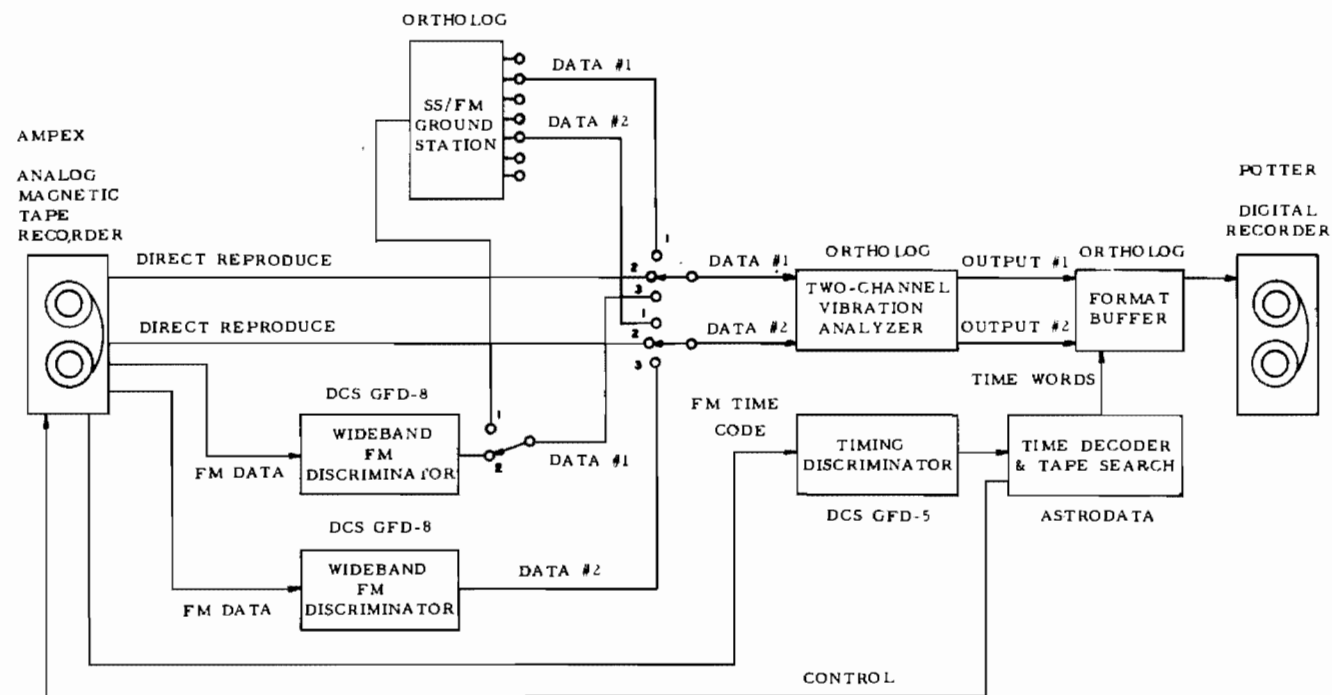 ORTHOLOG
SS/FM
GROUND
STATION
DATA #1
DATA #2
AMPEX
ANALOG
MAGNETIC
TAPE
RECORDER
DIRECT REPRODUCE
DIRECT REPRODUCE
1
2
3
1
2
3
DATA #1
DATA #2
ORTHOLOG
TWO-CHANNEL
VIBRATION
ANALYZER
OUTPUT #1
OUTPUT #2
ORTHOLOG
FORMAT
BUFFER
POTTER
DIGITAL
RECORDER
TIME WORDS
DCS GFD-8
WIDEBAND
FM
DISCRIMINATOR
FM DATA
1
2
DATA #1
FM TIME
CODE
TIMING
DISCRIMINATOR
DCS GFD-5
TIME DECODER
& TAPE SEARCH
ASTRODATA
DCS GFD-8
WIDEBAND
FM
DISCRIMINATOR
FM DATA
DATA #2
CONTROL